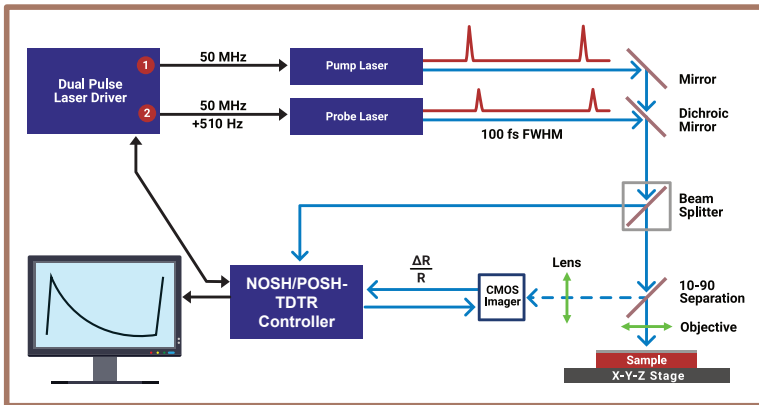 Dual Pulse
Laser Driver
1
2
50 MHz
50 MHz
+510 Hz
Pump Laser
Probe Laser
100 fs FWHM
Mirror
Dichroic
Mirror
Beam
Splitter
NOSH/POSH-
TDTR
Controller
ΔR
R
CMOS
Imager
Lens
10-90
Separation
Objective
Sample
X-Y-Z Stage